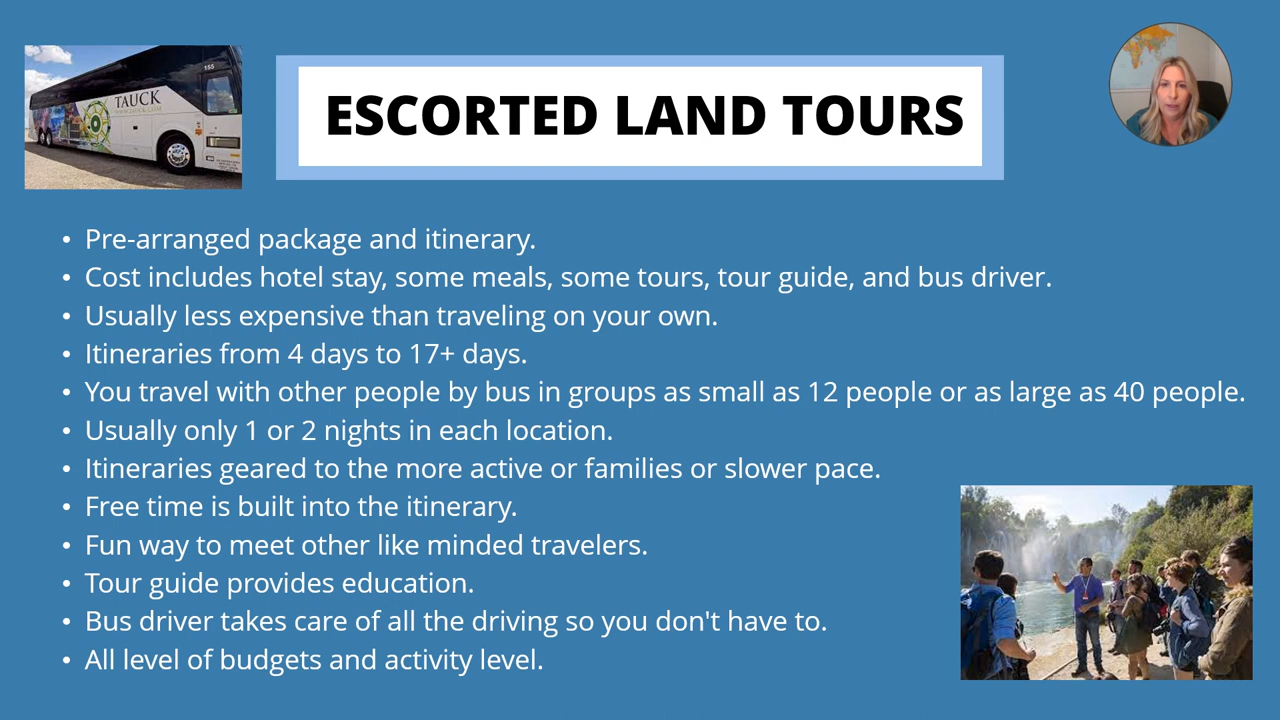 TAUCK
155
ESCORTED LAND TOURS
• Pre-arranged package and itinerary.
• Cost includes hotel stay, some meals, some tours, tour guide, and bus driver.
• Usually less expensive than traveling on your own.
• Itineraries from 4 days to 17+ days.
• You travel with other people by bus in groups as small as 12 people or as large as 40 people.
• Usually only 1 or 2 nights in each location.
• Itineraries geared to the more active or families or slower pace.
• Free time is built into the itinerary.
• Fun way to meet other like minded travelers.
• Tour guide provides education.
• Bus driver takes care of all the driving so you don't have to.
• All level of budgets and activity level.